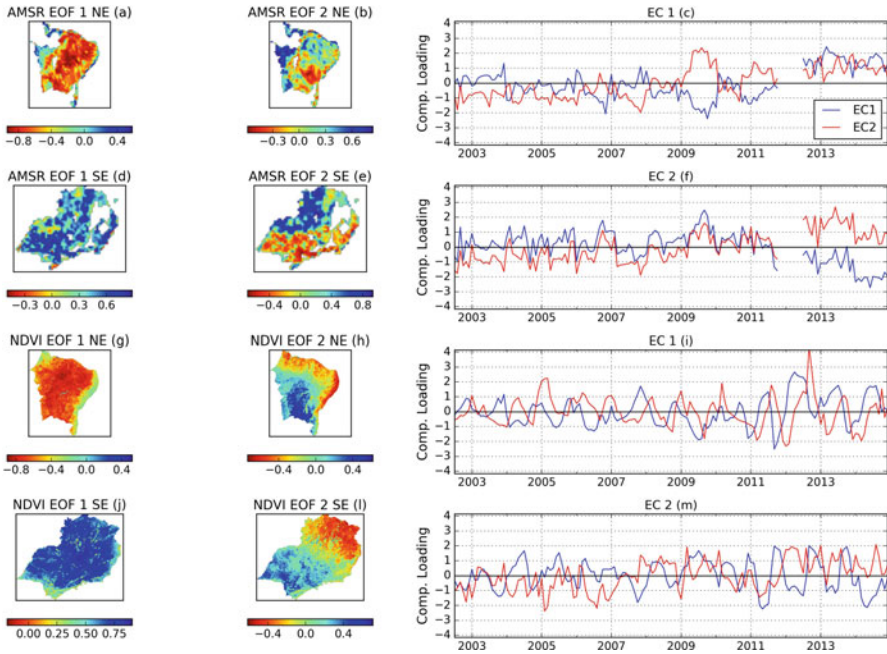 AMSR EOF 1 NE (a)
−0.8 −0.4 0.0 0.4
AMSR EOF 2 NE (b)
−0.3 0.0 0.3 0.6
EC 1 (c)
Comp. Loading
4
3
2
1
0
−1
−2
−3
−4
EC1
EC2
2003 2005 2007 2009 2011 2013
AMSR EOF 1 SE (d)
−0.3 0.0 0.3 0.6
AMSR EOF 2 SE (e)
−0.4 0.0 0.4 0.8
EC 2 (f)
Comp. Loading
4
3
2
1
0
−1
−2
−3
−4
2003 2005 2007 2009 2011 2013
NDVI EOF 1 NE (g)
−0.8 −0.4 0.0 0.4
NDVI EOF 2 NE (h)
−0.4 0.0 0.4
EC 1 (i)
Comp. Loading
4
3
2
1
0
−1
−2
−3
−4
2003 2005 2007 2009 2011 2013
NDVI EOF 1 SE (j)
0.00 0.25 0.50 0.75
NDVI EOF 2 SE (l)
−0.4 0.0 0.4
EC 2 (m)
Comp. Loading
4
3
2
1
0
−1
−2
−3
−4
2003 2005 2007 2009 2011 2013